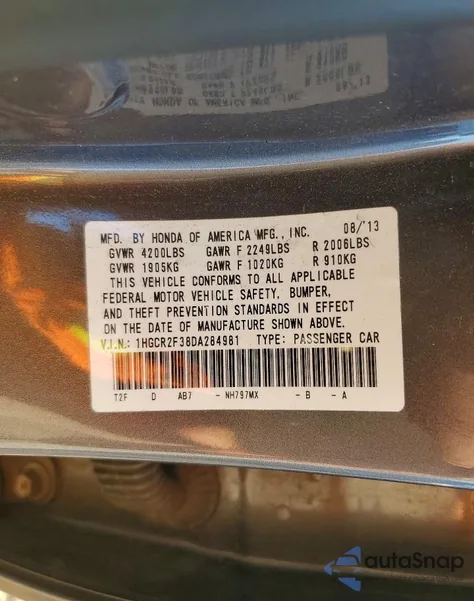 MFD. BY HONDA OF AMERICA MFG., INC. 08/13
GVWR 4200LBS GAWR F 2249LBS R 2006LBS
GVWR 1905KG GAWR F 1020KG R 910KG
THIS VEHICLE CONFORMS TO ALL APPLICABLE
FEDERAL MOTOR VEHICLE SAFETY, BUMPER,
AND THEFT PREVENTION STANDARDS IN EFFECT
ON THE DATE OF MANUFACTURE SHOWN ABOVE.
V.I.N.: 1HGCR2F38DA284981 TYPE: PASSENGER CAR
T2F D AB7 - NH797MX - B - A
autoSnap